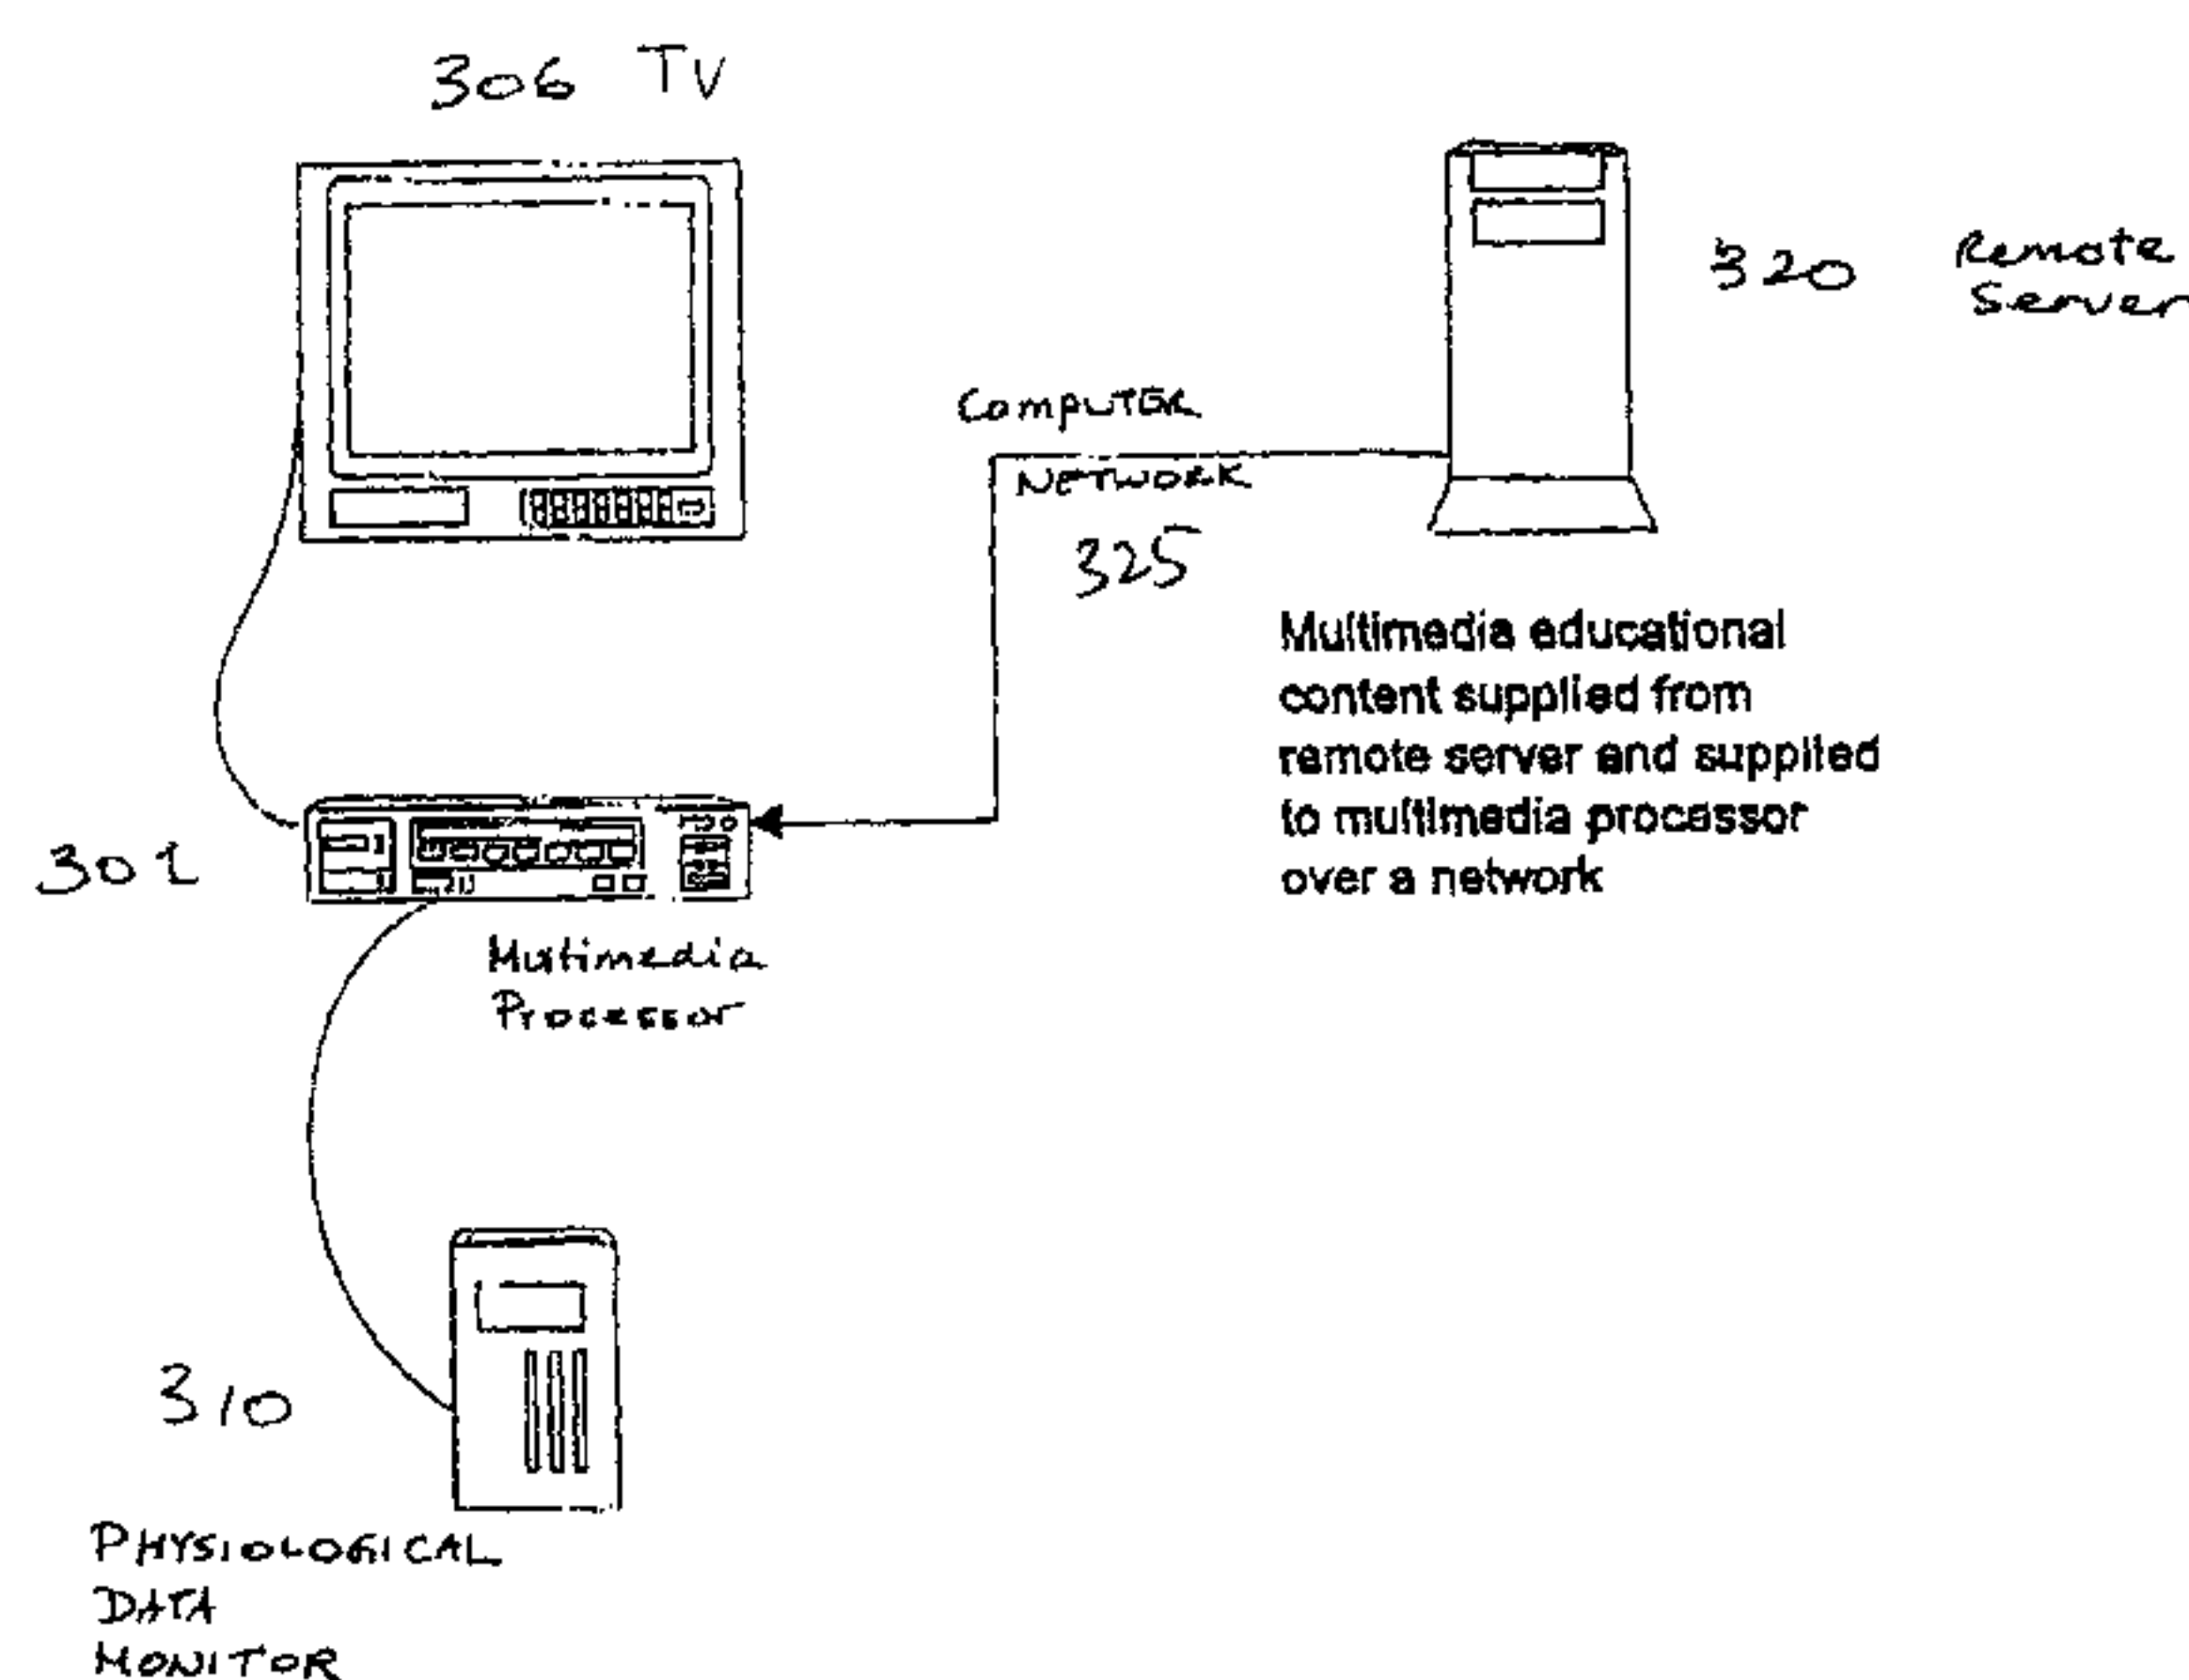 306 TV
320 Remote
Server
Computer
Network
325
Multimedia educational
content supplied from
remote server and supplied
to multimedia processor
over a network
301
Multimedia
Processor
310
PHYSIOLOGICAL
DATA
MONITOR